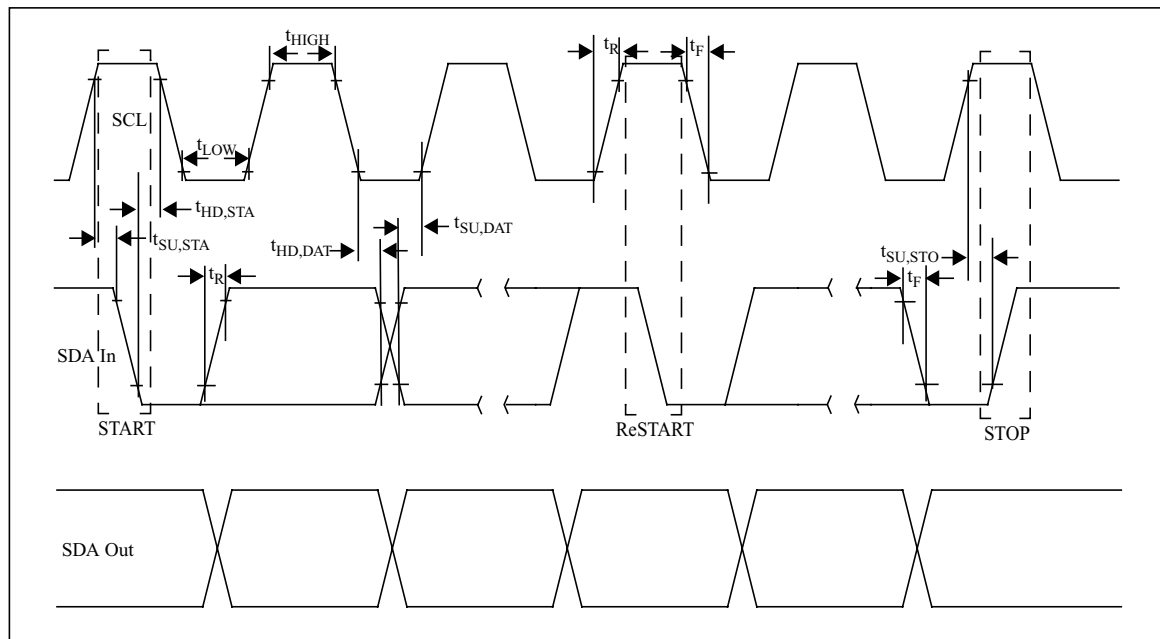 tHIGH
tR
tF
SCL
tLOW
tHD,STA
tSU,STA
tSU,DAT
tHD,DAT
tSU,STO
tR
tF
SDA In
START
ReSTART
STOP
SDA Out